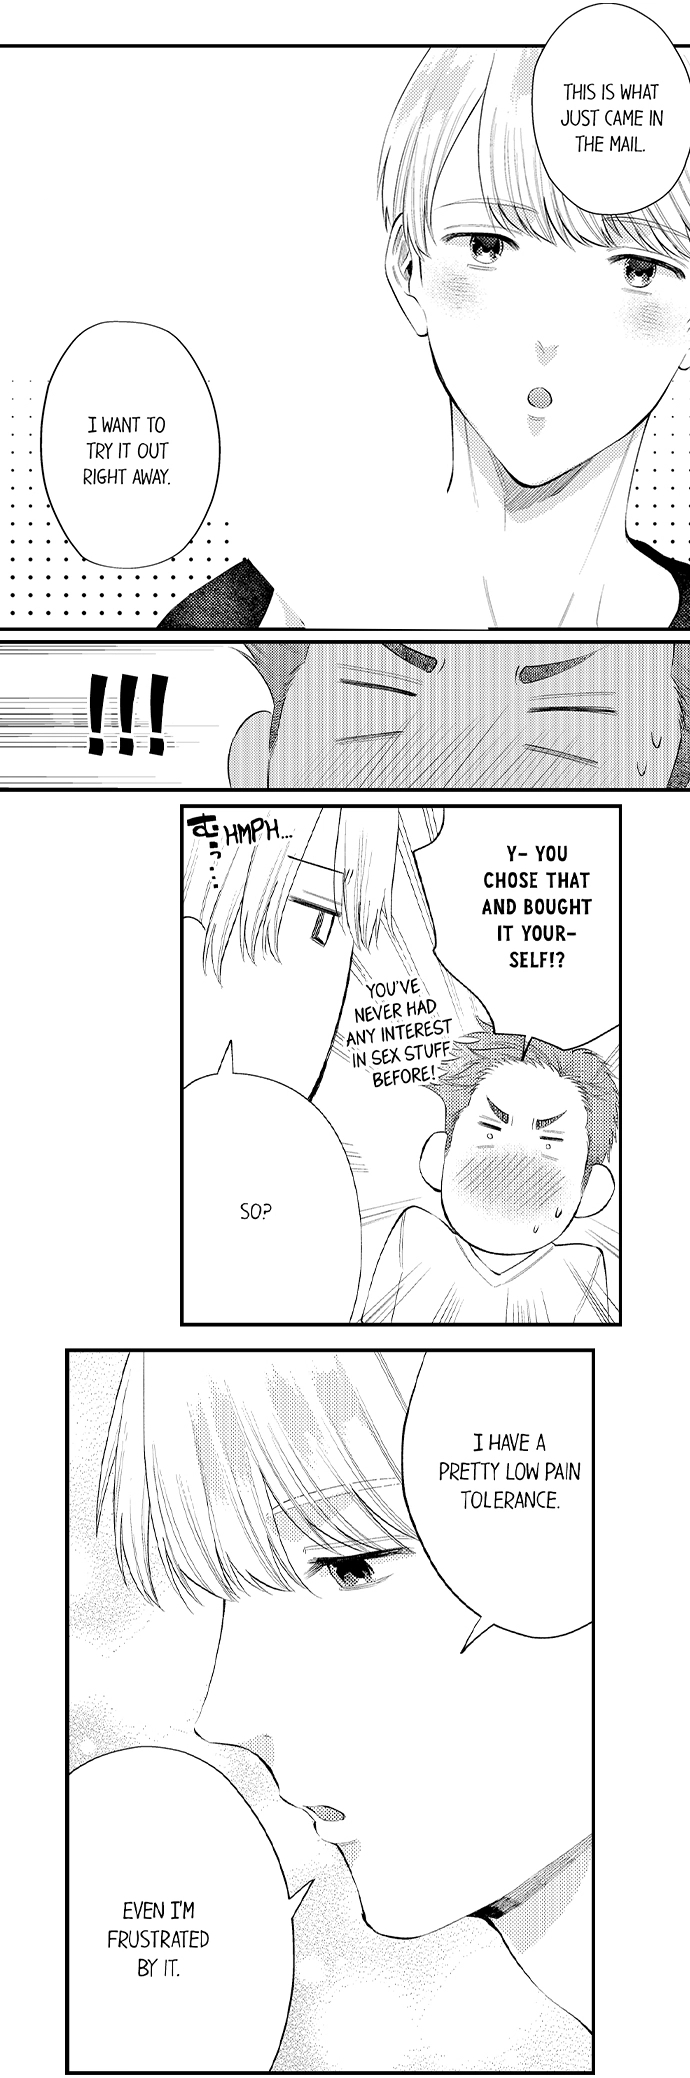 THIS IS WHAT
JUST CAME IN
THE MAIL.
I WANT TO
TRY IT OUT
RIGHT AWAY.
!!!
むっ...
HMPH...
Y- YOU
CHOSE THAT
AND BOUGHT
IT YOUR-
SELF!?
YOU'VE
NEVER HAD
ANY INTEREST
IN SEX STUFF
BEFORE!
SO?
I HAVE A
PRETTY LOW PAIN
TOLERANCE.
EVEN I'M
FRUSTRATED
BY IT.